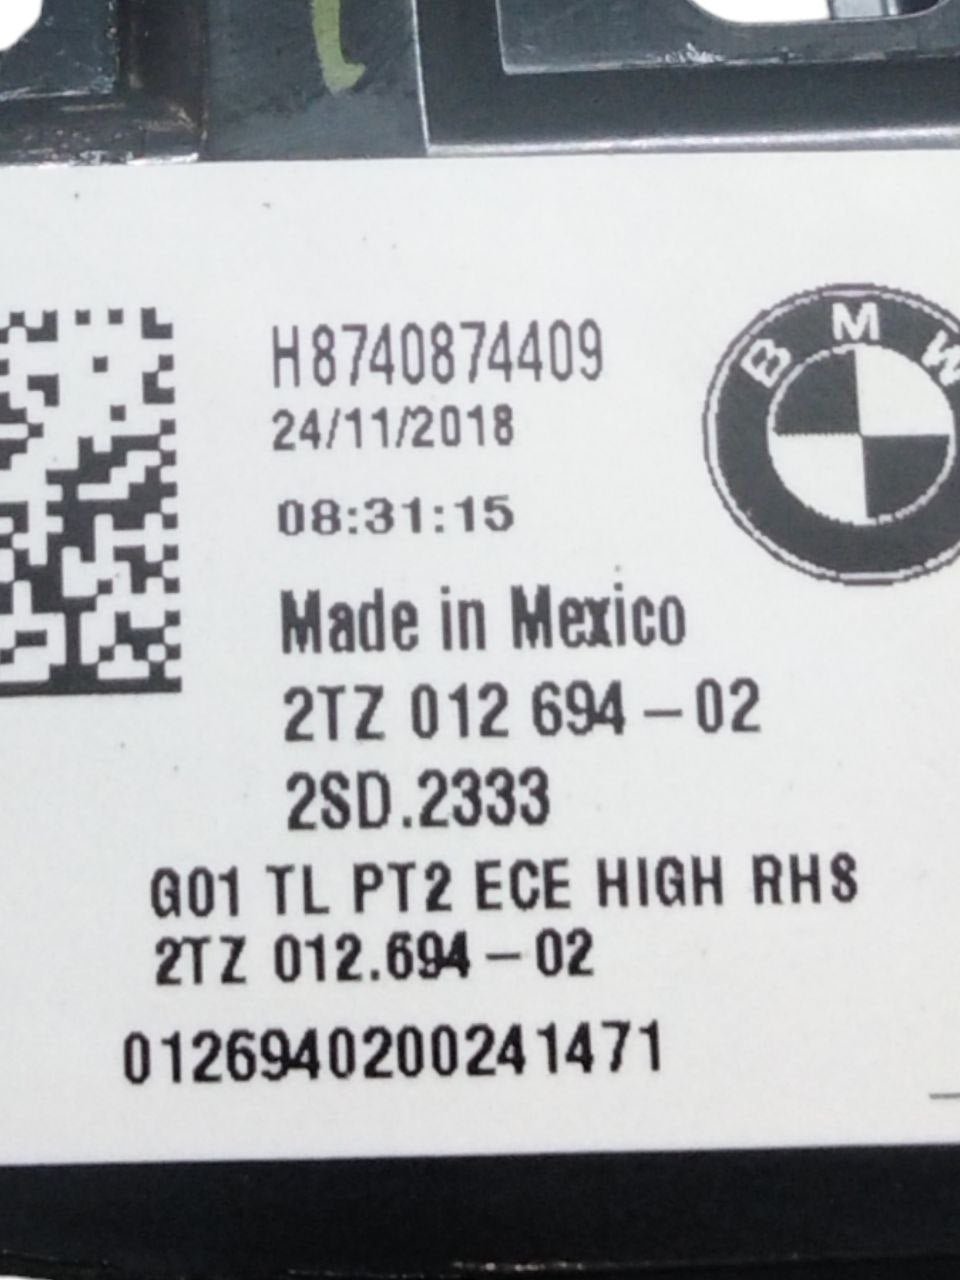 H8740874409
24/11/2018
08:31:15
BMW
Made in Mexico
2TZ 012 694-02
2SD.2333
G01 TL PT2 ECE HIGH RHS
2TZ 012.694-02
0126940200241471